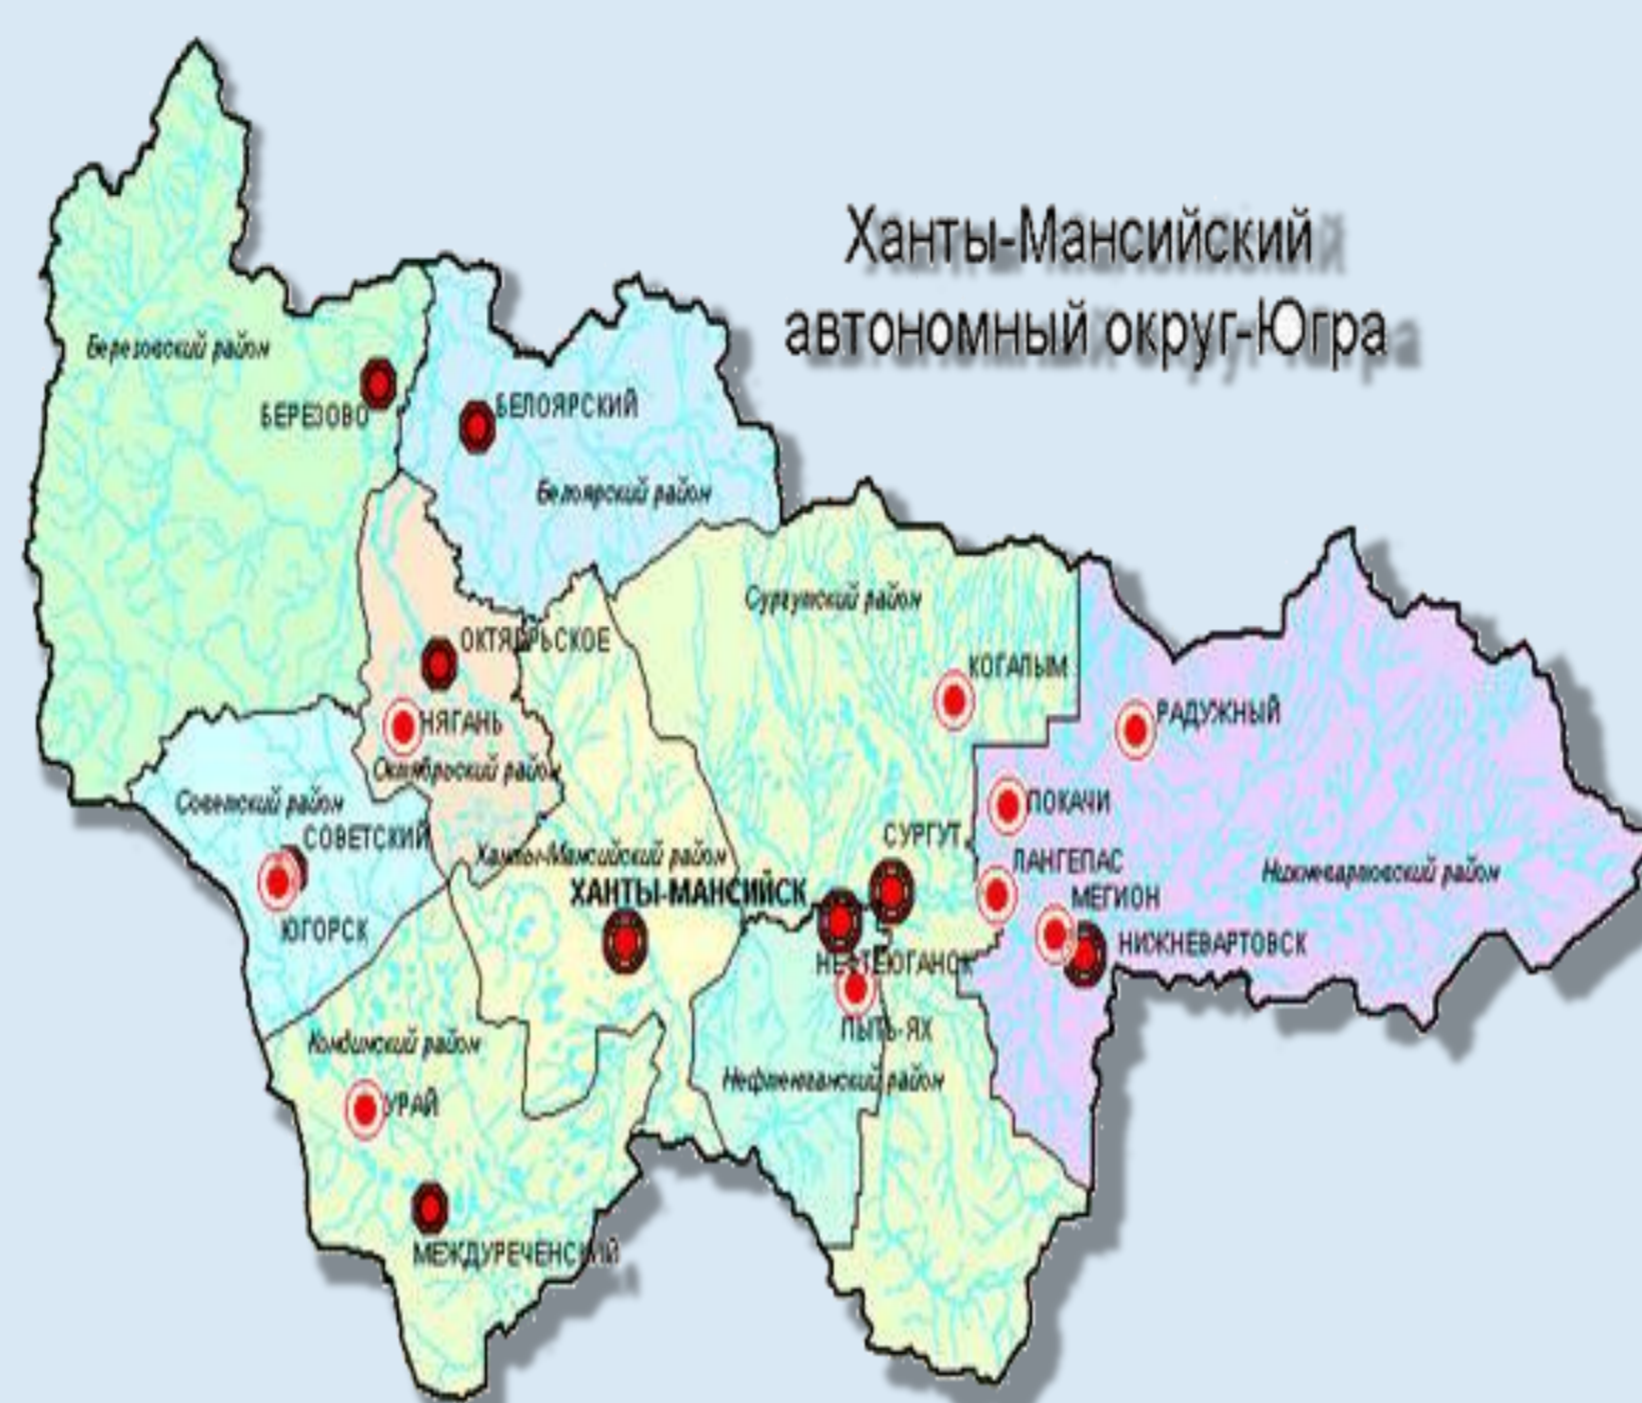 Ханты-Мансийский
автономный округ-Югра
Березовский район
БЕРЕЗОВО
БЕЛОЯРСКИЙ
Белоярский район
Сургутский район
ОКТЯБРЬСКОЕ
КОГАЛЫМ
НЯГАНЬ
РАДУЖНЫЙ
Октябрьский район
Советский район
ПОКАЧИ
СОВЕТСКИЙ
СУРГУТ
Ханты-Мансийский район
ЛАНГЕПАС
Нижневартовский район
ХАНТЫ-МАНСИЙСК
МЕГИОН
ЮГОРСК
НИЖНЕВАРТОВСК
НЕФТЕЮГАНСК
ПЫТЬ-ЯХ
Кондинский район
Нефтеюганский район
УРАЙ
МЕЖДУРЕЧЕНСКИЙ